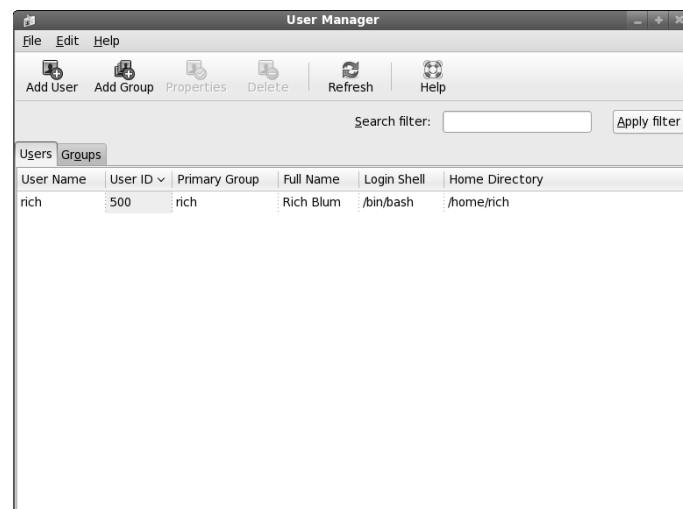 User Manager
File Edit Help
Add User Add Group Properties Delete Refresh Help
Search filter: Apply filter
Users Groups
User Name User ID Primary Group Full Name Login Shell Home Directory
rich 500 rich Rich Blum /bin/bash /home/rich